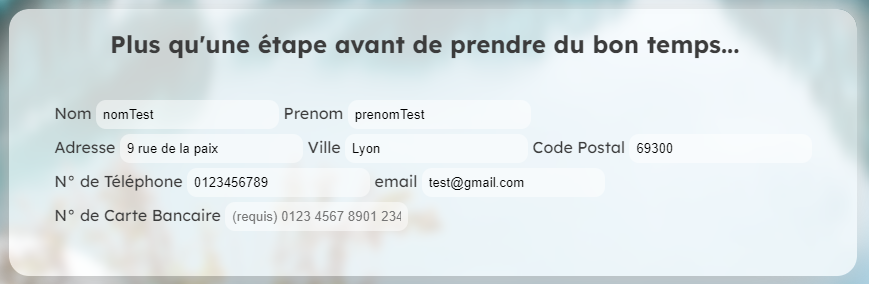 Plus qu'une étape avant de prendre du bon temps...
Nom nomTest Prenom prenomTest
Adresse 9 rue de la paix Ville Lyon Code Postal 69300
N° de Téléphone 0123456789 email test@gmail.com
N° de Carte Bancaire (requis) 0123 4567 8901 234